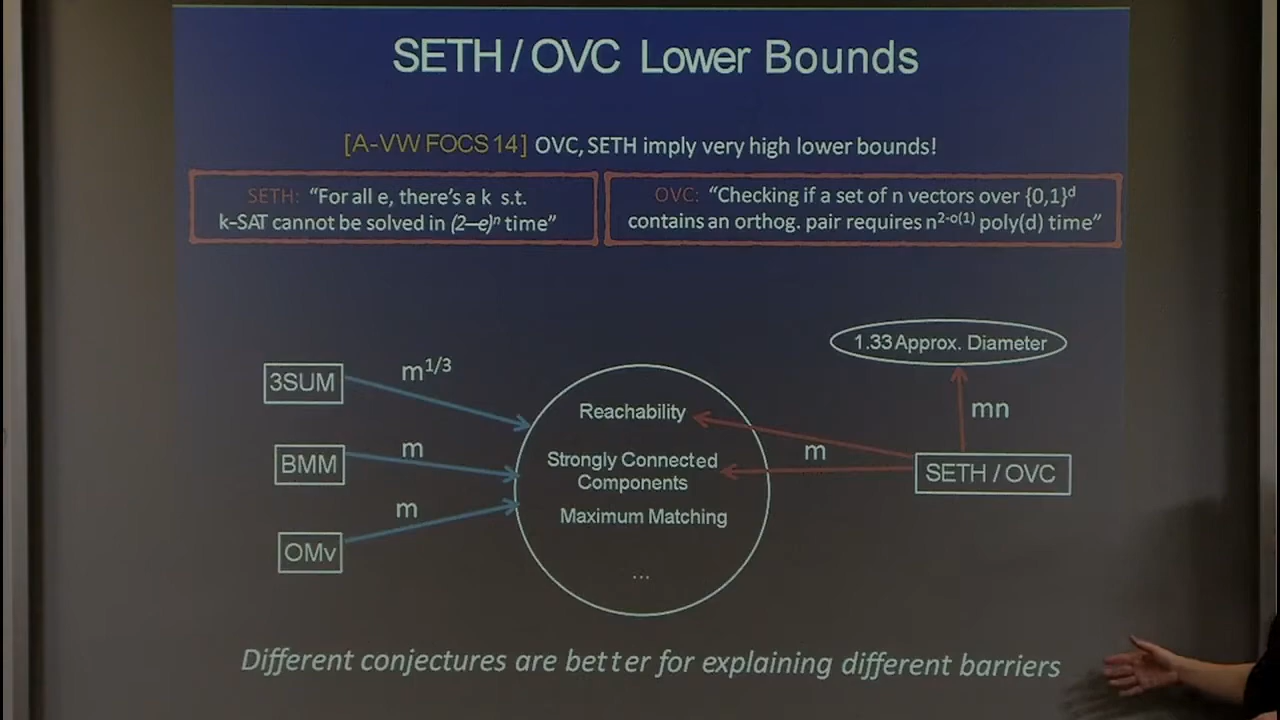 SETH / OVC Lower Bounds
[A-VW FOCS 14] OVC, SETH imply very high lower bounds!
SETH: “For all e, there’s a k s.t.
k–SAT cannot be solved in (2–e)ⁿ time”
OVC: “Checking if a set of n vectors over {0,1}ᵈ
contains an orthog. pair requires n²⁻ᵒ⁽¹⁾ poly(d) time”
1.33 Approx. Diameter
3SUM
m¹ᐟ³
Reachability
mn
BMM
m
Strongly Connected
Components
m
SETH / OVC
OMv
m
Maximum Matching
...
Different conjectures are better for explaining different barriers